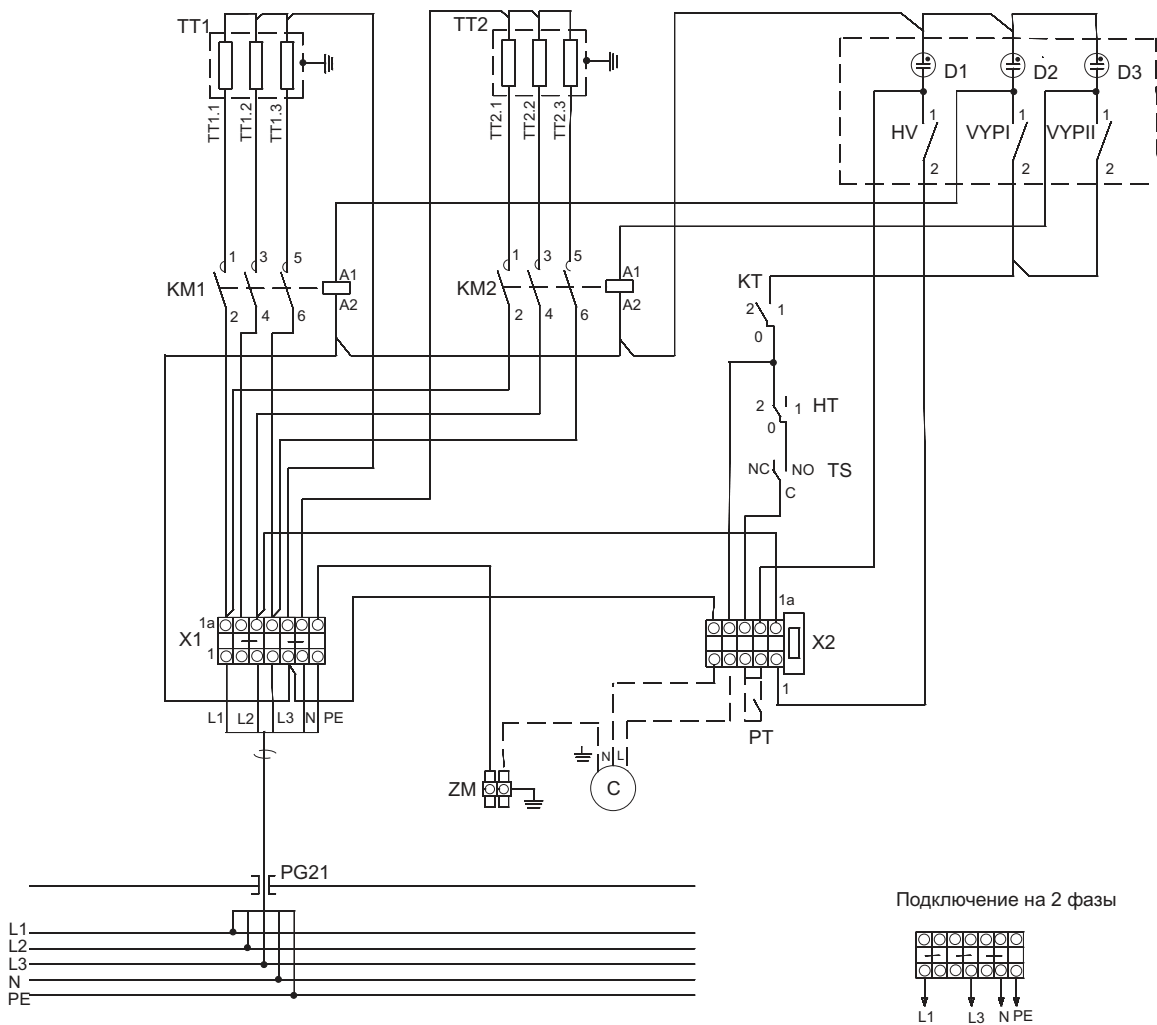 TT1
TT2
D1
D2
D3
TT1.1
TT1.2
TT1.3
TT2.1
TT2.2
TT2.3
HV
1
2
VYPI
1
2
VYPII
1
2
KM1
1
3
5
2
4
6
A1
A2
KM2
1
3
5
2
4
6
A1
A2
KT
2
1
0
2
1
HT
0
NC
NO
TS
C
X1
1a
1
1a
X2
1
L1
L2
L3
N
PE
PT
ZM
N
L
C
PG21
L1
L2
L3
N
PE
Подключение на 2 фазы
L1
L3
N
PE